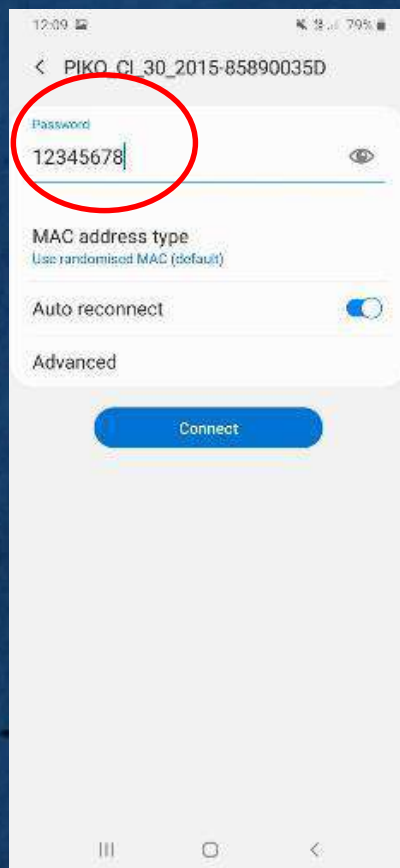 12:09 79%
PIKO_CI_30_2015-85890035D
Password
12345678
MAC address type
Use randomised MAC (default)
Auto reconnect
Advanced
Connect